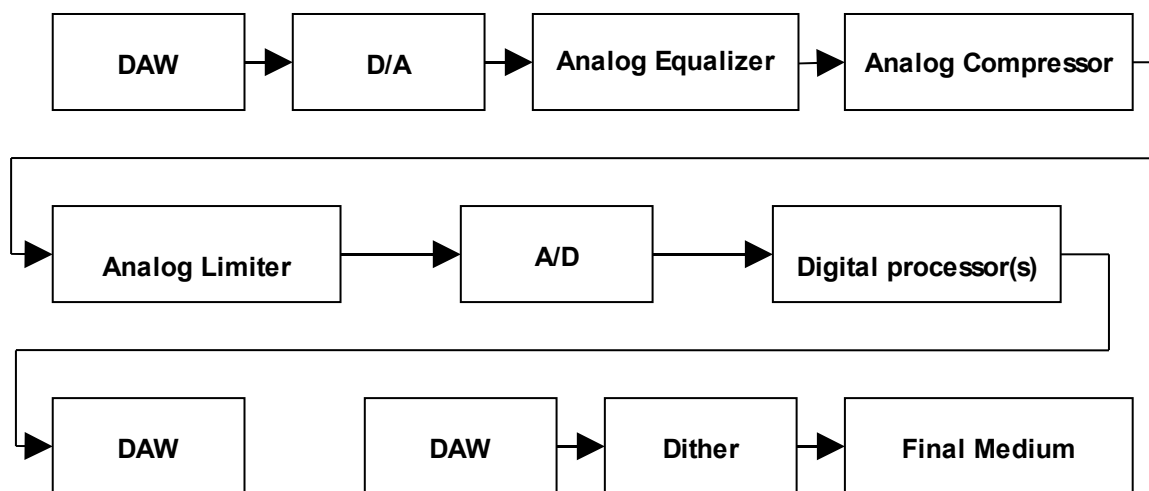 DAW
D/A
Analog Equalizer
Analog Compressor
Analog Limiter
A/D
Digital processor(s)
DAW
DAW
Dither
Final Medium